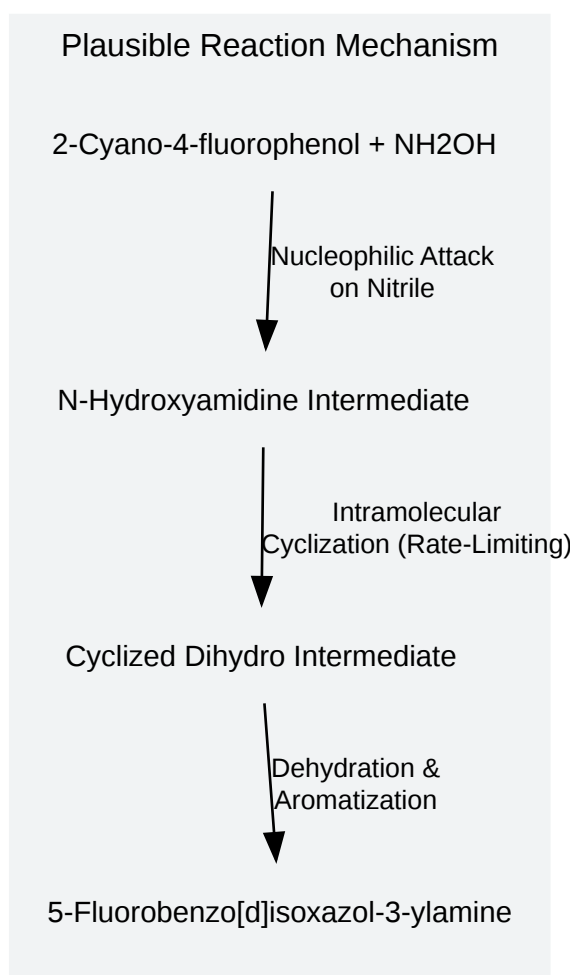 Plausible Reaction Mechanism
2-Cyano-4-fluorophenol + NH2OH
Nucleophilic Attack
on Nitrile
N-Hydroxyamidine Intermediate
Intramolecular
Cyclization (Rate-Limiting)
Cyclized Dihydro Intermediate
Dehydration &
Aromatization
5-Fluorobenzo[d]isoxazol-3-ylamine